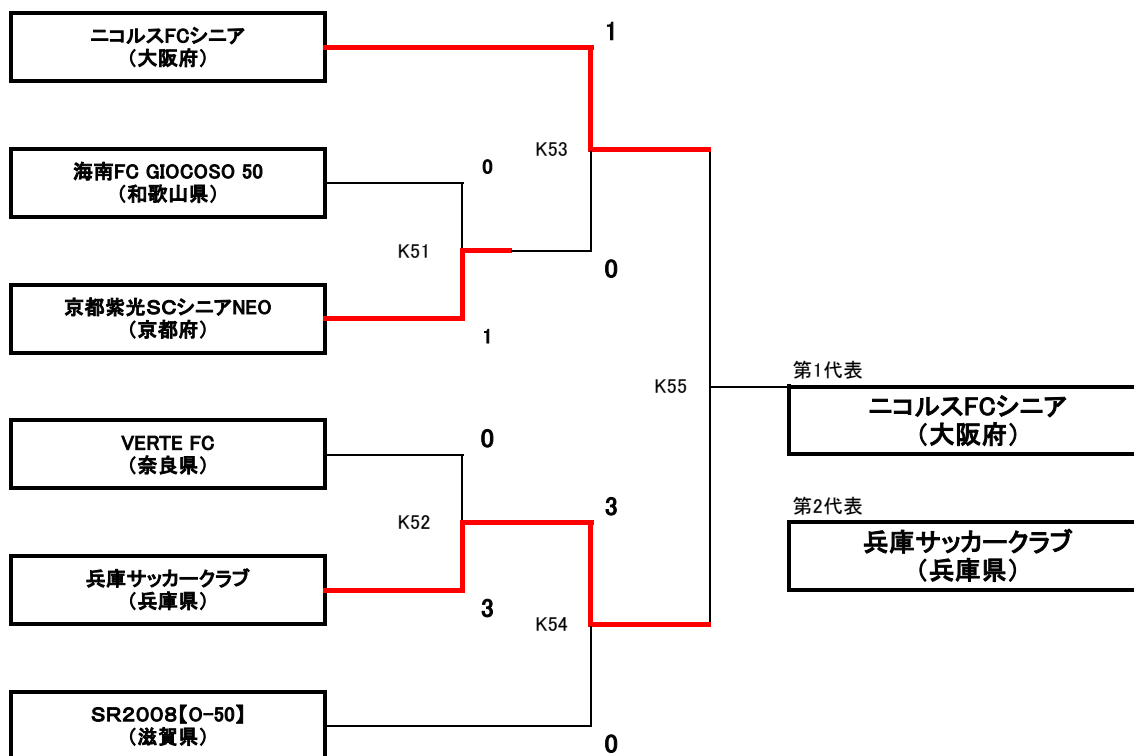 ニコルスFCシニア
（大阪府）
1
K53
海南FC GIOCOSO 50
（和歌山県）
0
K51
0
京都紫光SCシニアNEO
（京都府）
1
K55
第1代表
ニコルスFCシニア
（大阪府）
VERTE FC
（奈良県）
0
K52
3
第2代表
兵庫サッカークラブ
（兵庫県）
兵庫サッカークラブ
（兵庫県）
3
K54
SR2008【O-50】
（滋賀県）
0